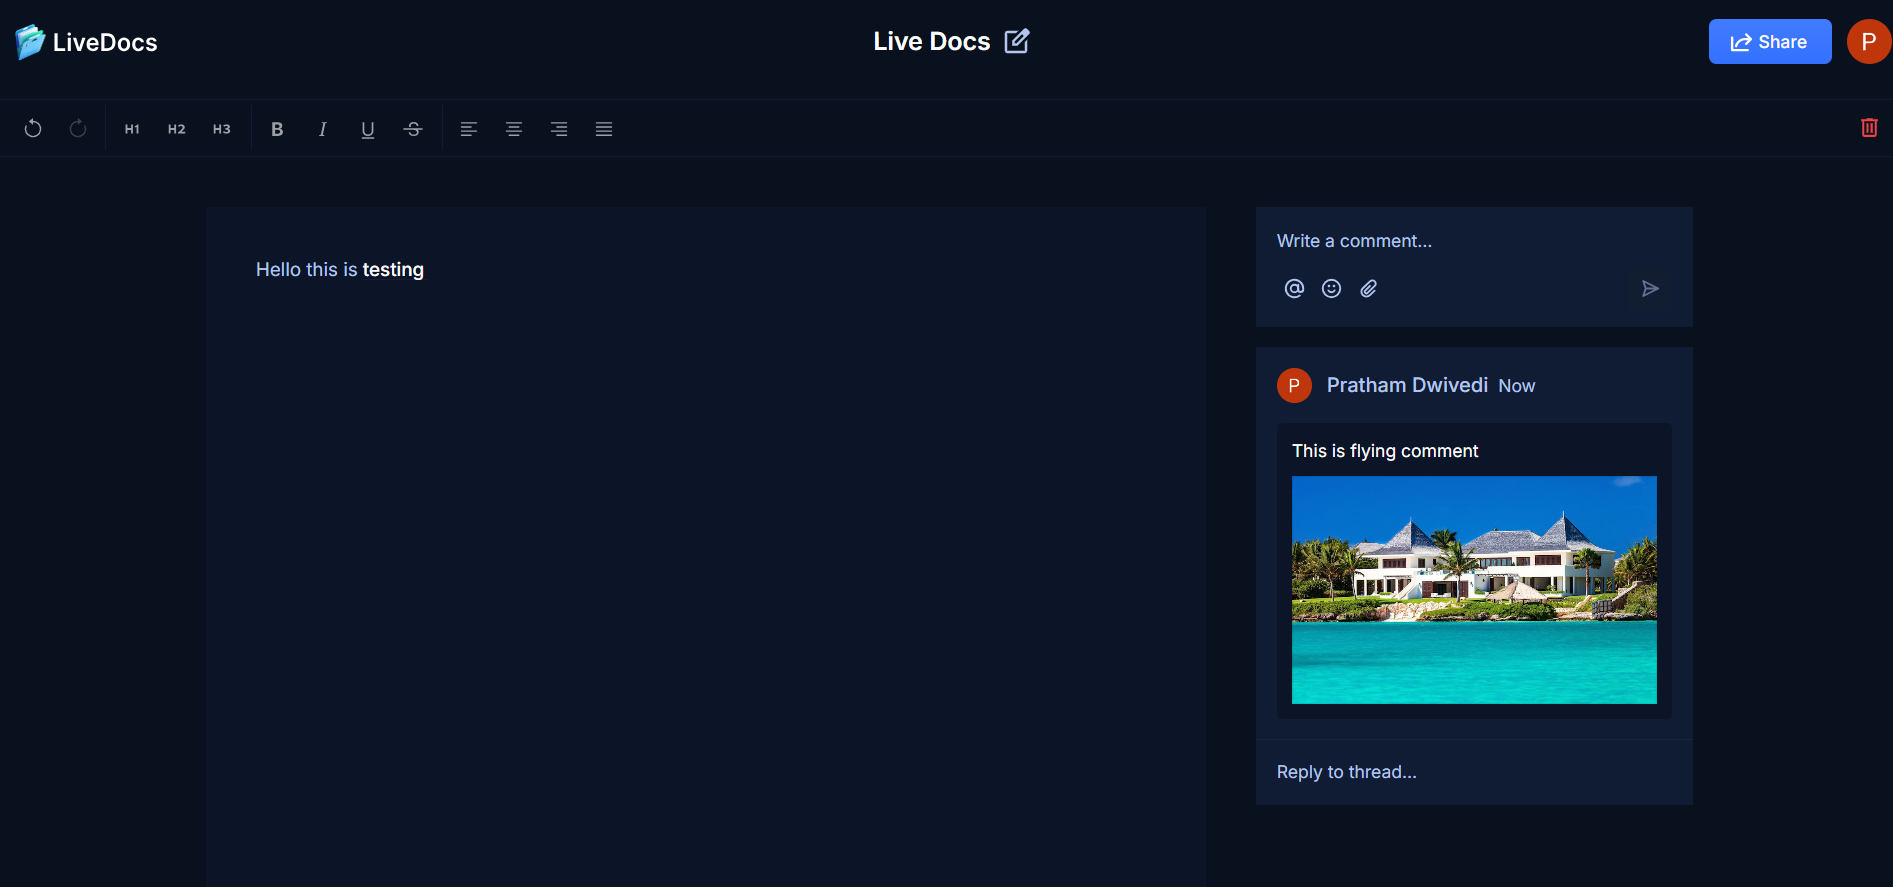 LiveDocs
Live Docs
Share
P
H1 H2 H3 B I U S
Hello this is testing
Write a comment...
P
Pratham Dwivedi Now
This is flying comment
Reply to thread...